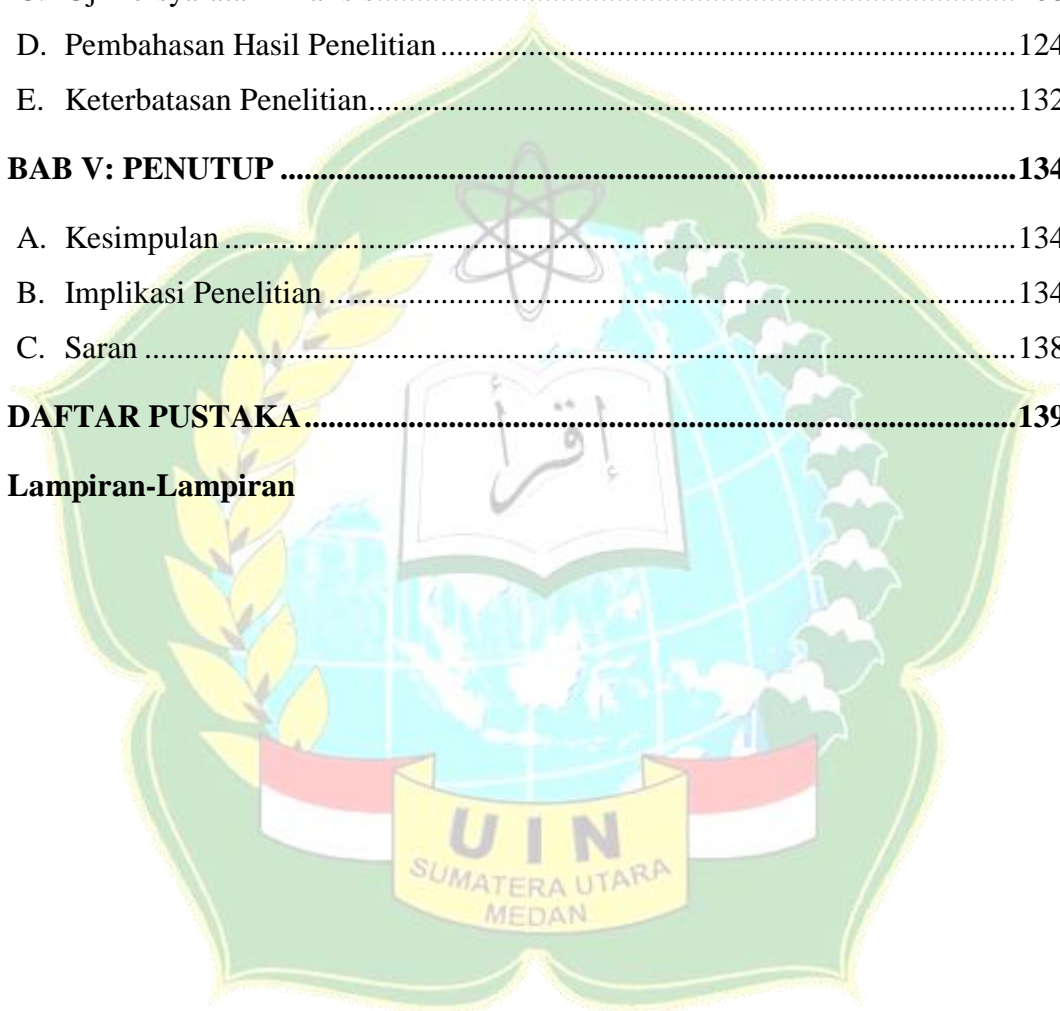 D. Pembahasan Hasil Penelitian ........................................ 124
E. Keterbatasan Penelitian ........................................ 132
BAB V: PENUTUP ........................................ 134
A. Kesimpulan ........................................ 134
B. Implikasi Penelitian ........................................ 134
C. Saran ........................................ 138
DAFTAR PUSTAKA ........................................ 139
Lampiran-Lampiran
إقرأ
UIN
SUMATERA UTARA
MEDAN